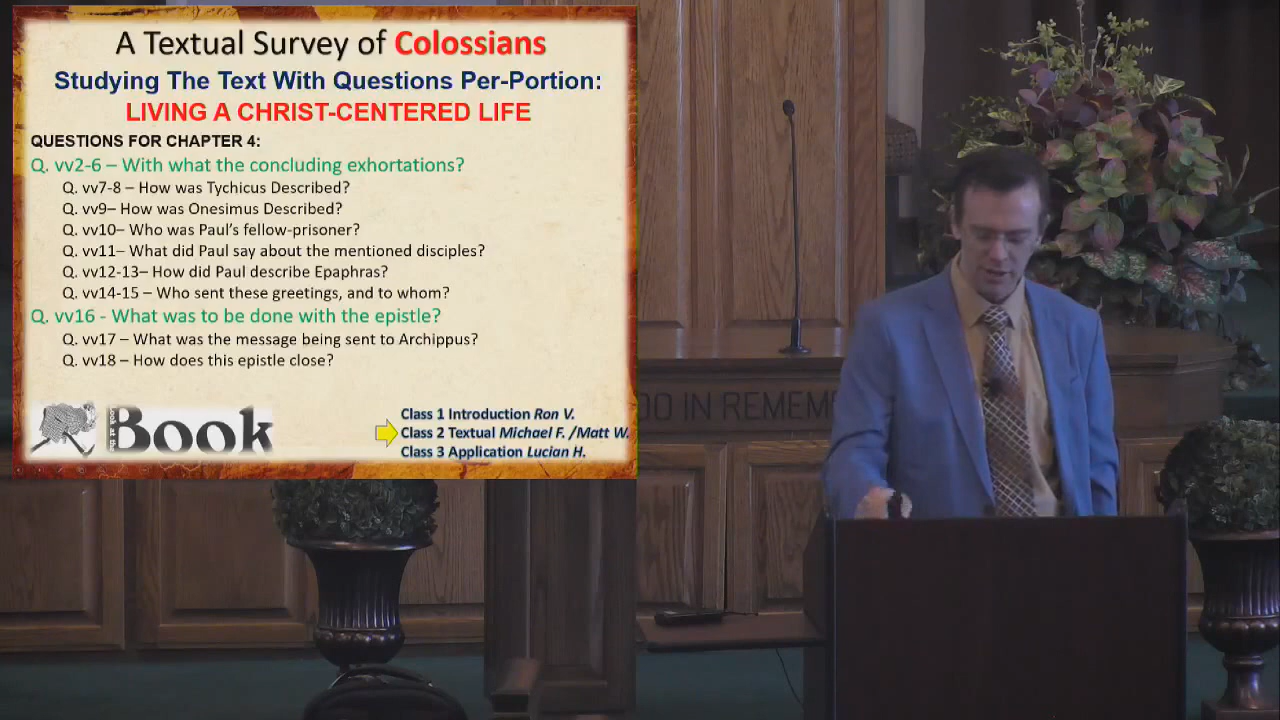 A Textual Survey of Colossians
Studying The Text With Questions Per-Portion:
LIVING A CHRIST-CENTERED LIFE
QUESTIONS FOR CHAPTER 4:
Q. vv2-6 – With what the concluding exhortations?
Q. vv7-8 – How was Tychicus Described?
Q. vv9– How was Onesimus Described?
Q. vv10– Who was Paul's fellow-prisoner?
Q. vv11– What did Paul say about the mentioned disciples?
Q. vv12-13– How did Paul describe Epaphras?
Q. vv14-15 – Who sent these greetings, and to whom?
Q. vv16 - What was to be done with the epistle?
Q. vv17 – What was the message being sent to Archippus?
Q. vv18 – How does this epistle close?
Book
Class 1 Introduction Ron V.
Class 2 Textual Michael F. /Matt W.
Class 3 Application Lucian H.
DO IN REMEM